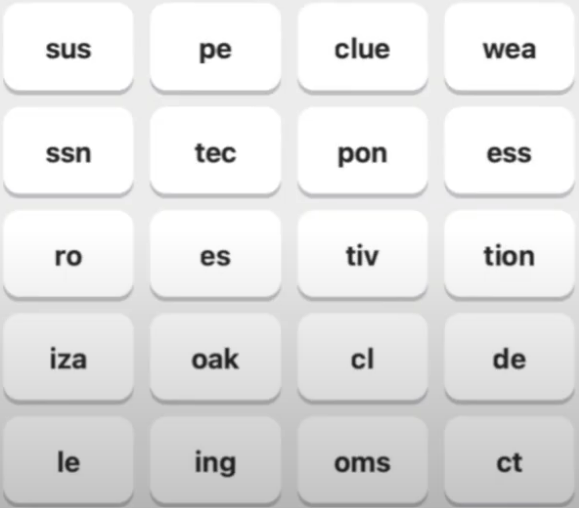 sus pe clue wea
ssn tec pon ess
ro es tiv tion
iza oak cl de
le ing oms ct